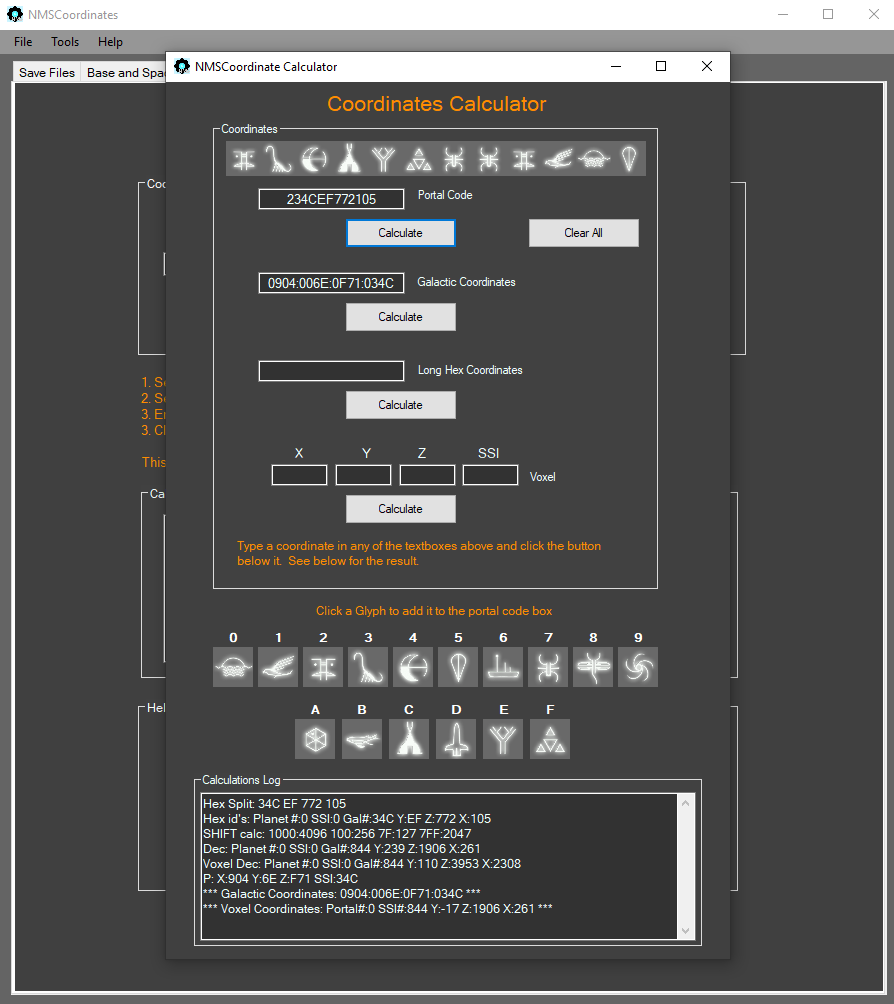 NMSCoordinates
File Tools Help
Save Files Base and Spa
NMSCoordinate Calculator
Coordinates Calculator
Coo
Coordinates
234CEF772105 Portal Code
Calculate Clear All
0904:006E:0F71:034C Galactic Coordinates
Calculate
Long Hex Coordinates
Calculate
1. Se
2. Se
3. En
3. Cl
This
X Y Z SSI
Voxel
Calculate
Ca
Type a coordinate in any of the textboxes above and click the button
below it. See below for the result.
Click a Glyph to add it to the portal code box
0 1 2 3 4 5 6 7 8 9
A B C D E F
Hel
Calculations Log
Hex Split: 34C EF 772 105
Hex id's: Planet #:0 SSI:0 Gal#:34C Y:EF Z:772 X:105
SHIFT calc: 1000:4096 100:256 7F:127 7FF:2047
Dec: Planet #:0 SSI:0 Gal#:844 Y:239 Z:1906 X:261
Voxel Dec: Planet #:0 SSI:0 Gal#:844 Y:110 Z:3953 X:2308
P: X:904 Y:6E Z:F71 SSI:34C
*** Galactic Coordinates: 0904:006E:0F71:034C ***
*** Voxel Coordinates: Portal#:0 SSI#:844 Y:-17 Z:1906 X:261 ***